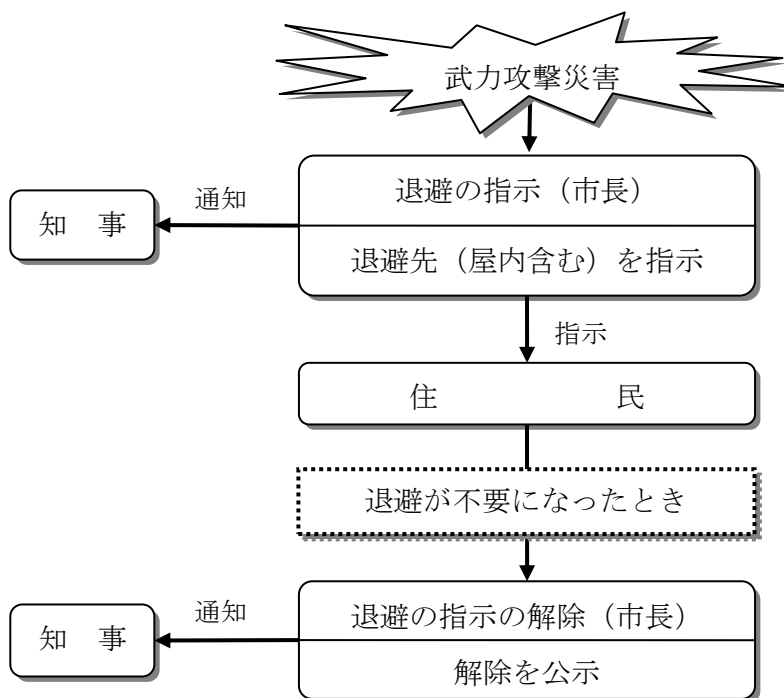 武力攻撃災害
退避の指示（市長）
通知
知　事
退避先（屋内含む）を指示
指示
住　　　　　民
退避が不要になったとき
退避の指示の解除（市長）
通知
知　事
解除を公示